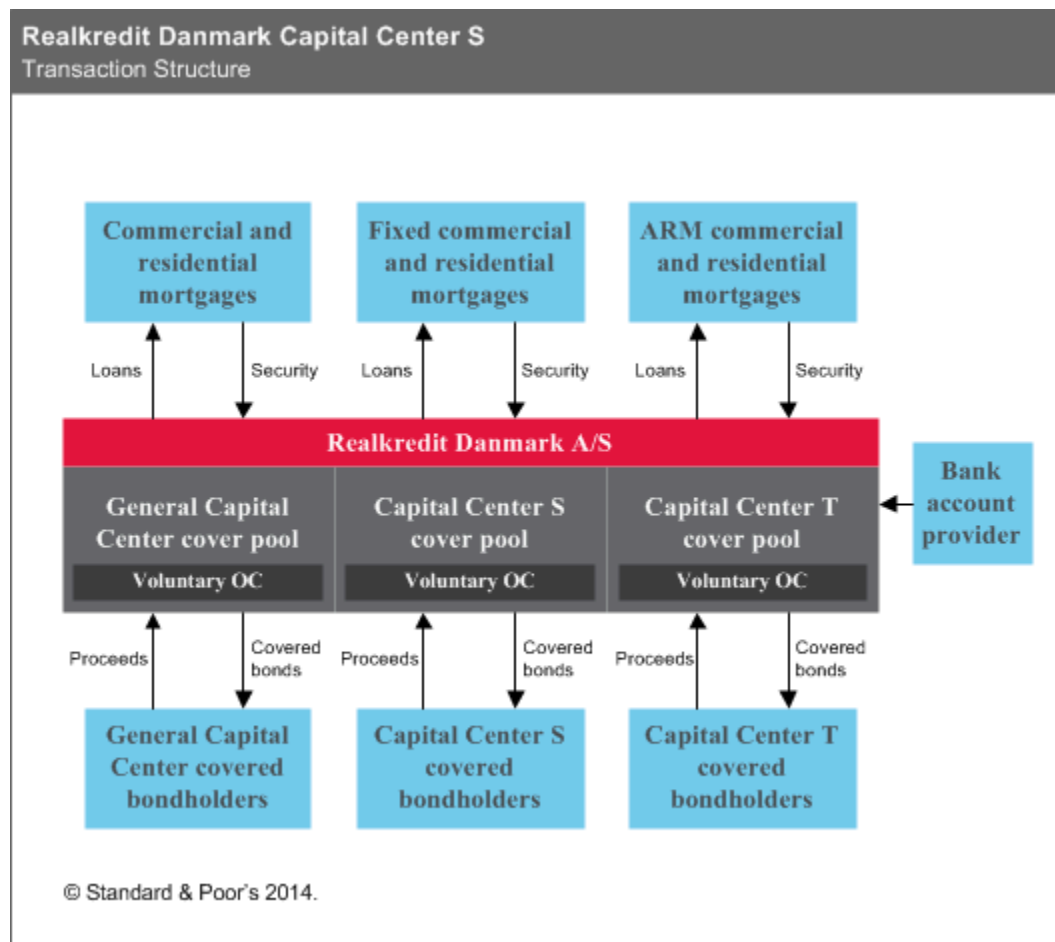 Realkredit Danmark Capital Center S
Transaction Structure
Commercial and
residential
mortgages
Fixed commercial
and residential
mortgages
ARM commercial
and residential
mortgages
Loans
Security
Loans
Security
Loans
Security
Realkredit Danmark A/S
General Capital
Center cover pool
Voluntary OC
Capital Center S
cover pool
Voluntary OC
Capital Center T
cover pool
Voluntary OC
Bank
account
provider
Proceeds
Covered
bonds
Proceeds
Covered
bonds
Proceeds
Covered
bonds
General Capital
Center covered
bondholders
Capital Center S
covered
bondholders
Capital Center T
covered
bondholders
© Standard & Poor's 2014.